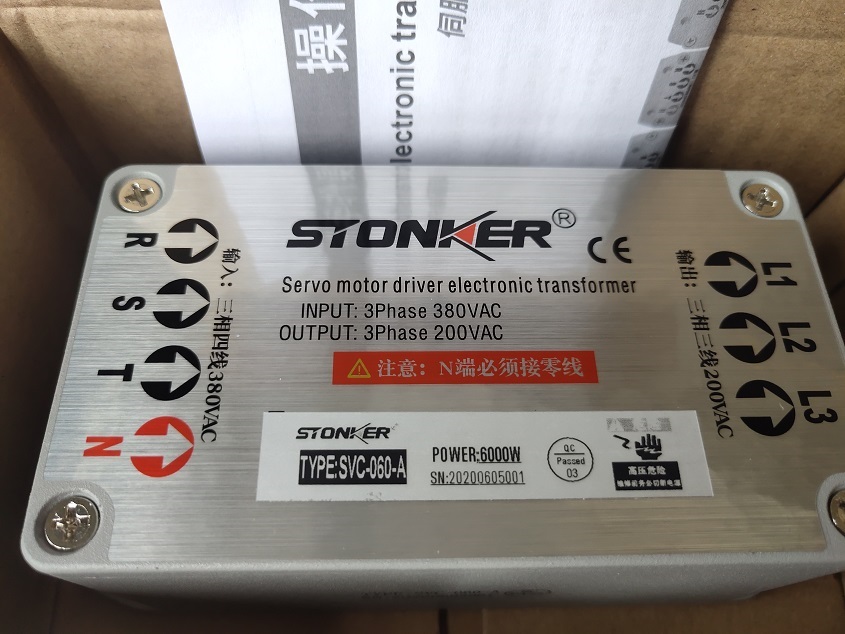 操作
lectronic tra
伺服
STONKER®
CE
Servo motor driver electronic transformer
INPUT: 3Phase 380VAC
OUTPUT: 3Phase 200VAC
注意：N端必须接零线
R
S
T
N
输入：三相四线380VAC
输出：三相三线200VAC
L1
L2
L3
STONKER
TYPE:SVC-060-A
POWER:6000W
SN:20200605001
QC
Passed
03
高压危险